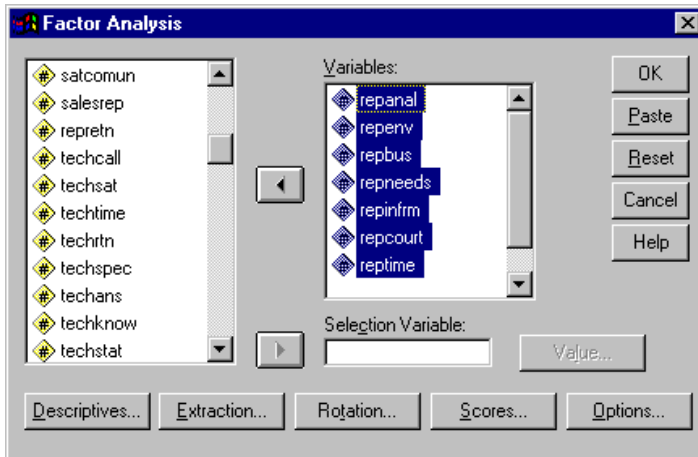 Factor Analysis
satcomun
salesrep
repretn
techcall
techsat
techtime
techrtn
techspec
techans
techknow
techstat
Variables:
repanal
repenv
repbus
repneeds
repinfrm
repcourt
reptime
Selection Variable:
Value...
OK
Paste
Reset
Cancel
Help
Descriptives...
Extraction...
Rotation...
Scores...
Options...